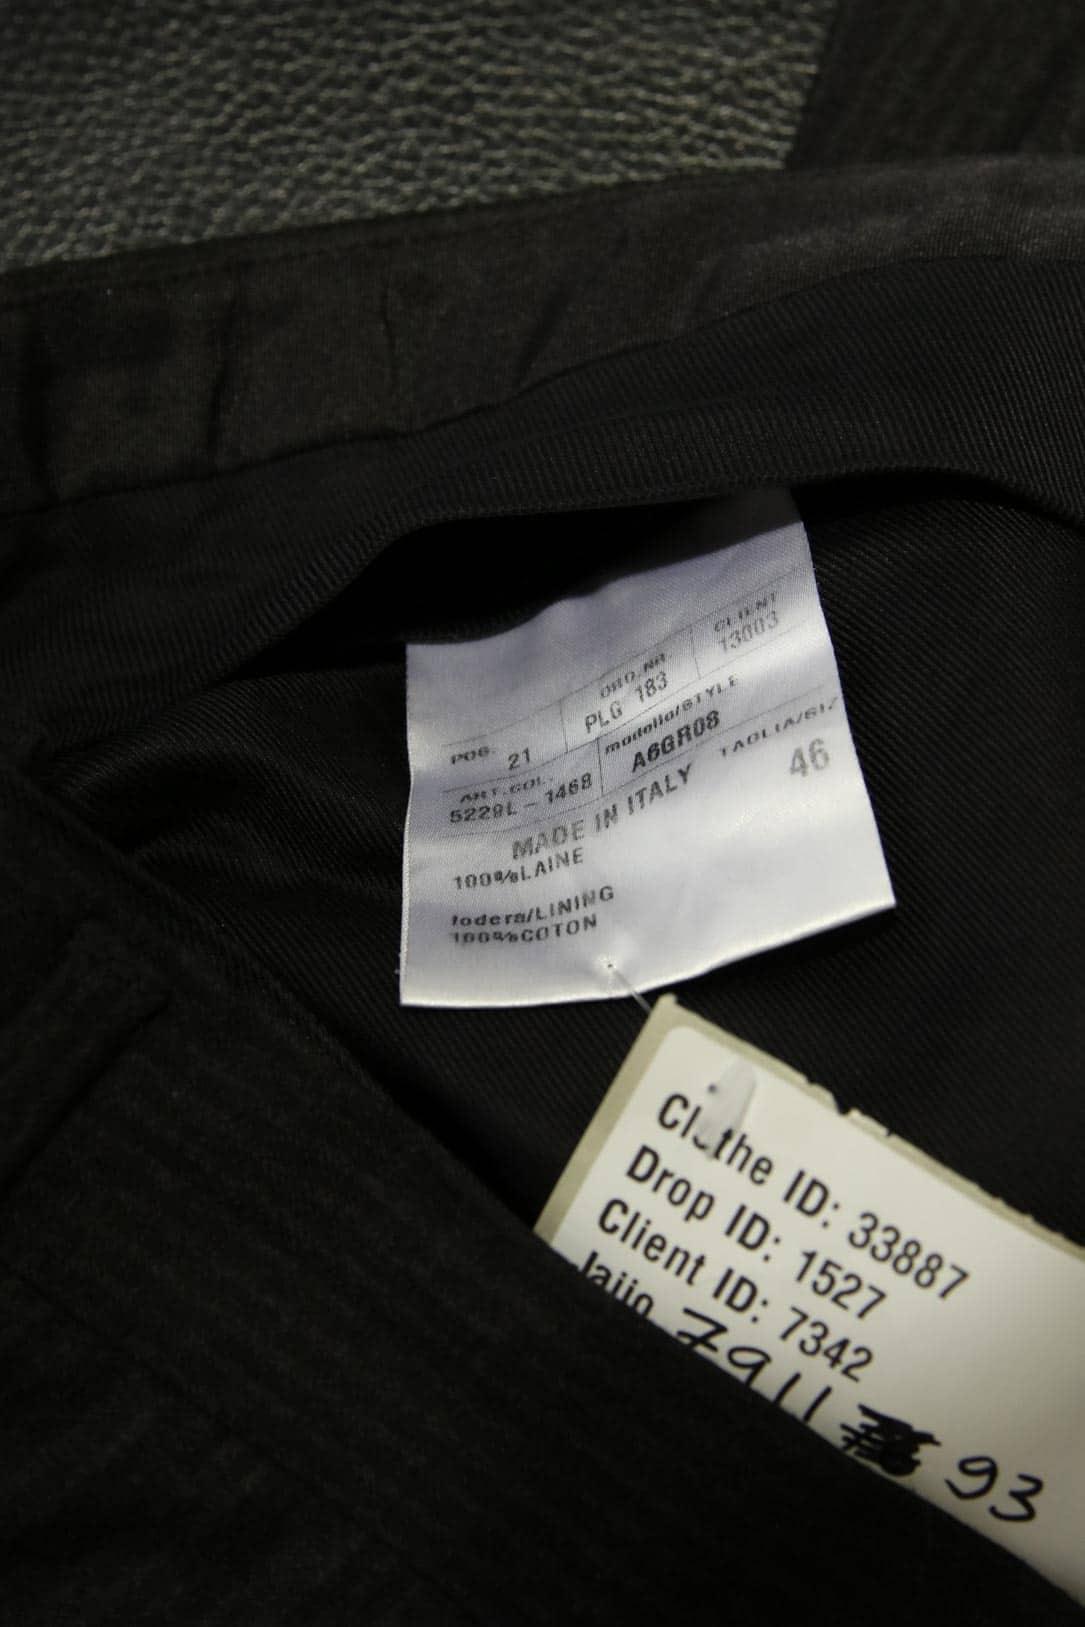 CLIENT
13003
ORD.NR
PLG 183
POS. 21
modello/STYLE
A6GR08
ART.COL.
5229L - 1468
TAGLIA/SIZ
46
MADE IN ITALY
100%LAINE
fodera/LINING
100%COTON
Clothe ID: 33887
Drop ID: 1527
Client ID: 7342
7911 93